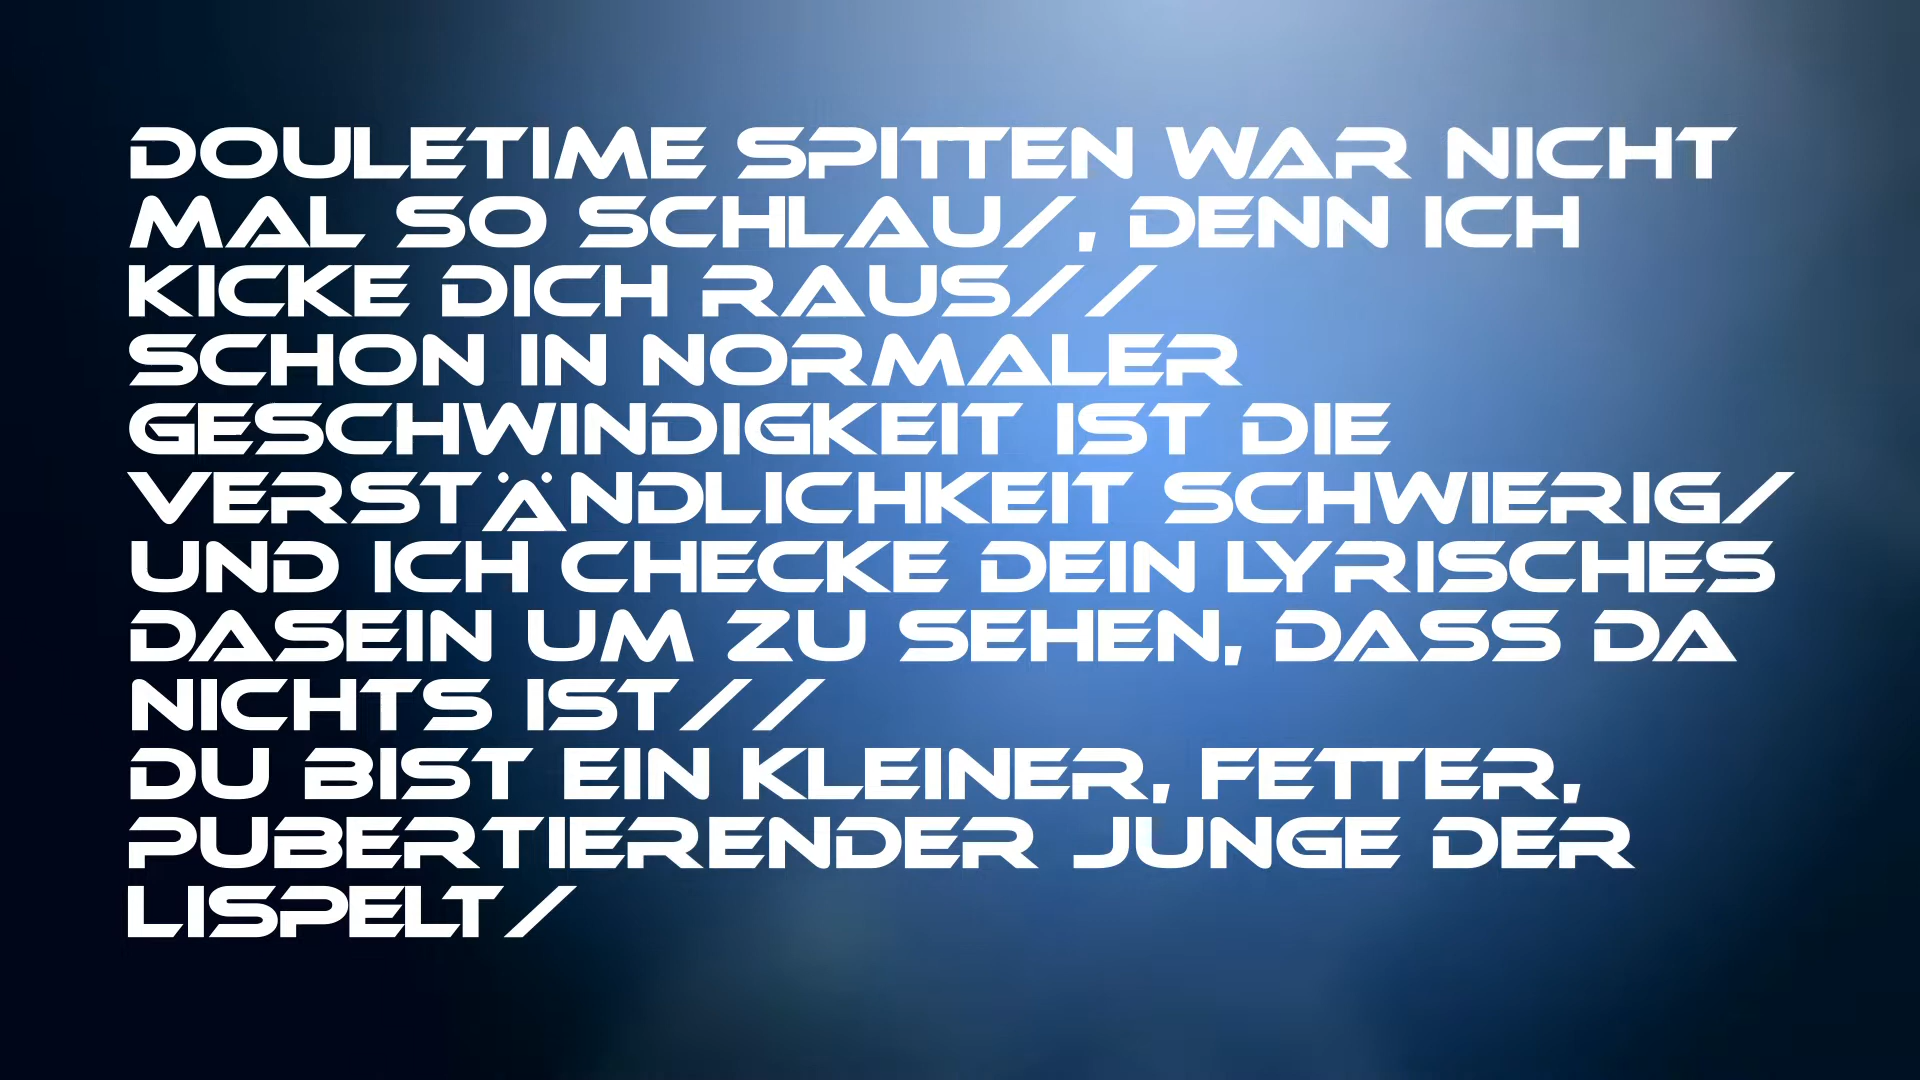 DOULETIME SPITTEN WAR NICHT
MAL SO SCHLAU/, DENN ICH
KICKE DICH RAUS//
SCHON IN NORMALER
GESCHWINDIGKEIT IST DIE
VERSTÄNDLICHKEIT SCHWIERIG/
UND ICH CHECKE DEIN LYRISCHES
DASEIN UM ZU SEHEN, DASS DA
NICHTS IST//
DU BIST EIN KLEINER, FETTER,
PUBERTIERENDER JUNGE DER
LISPELT/